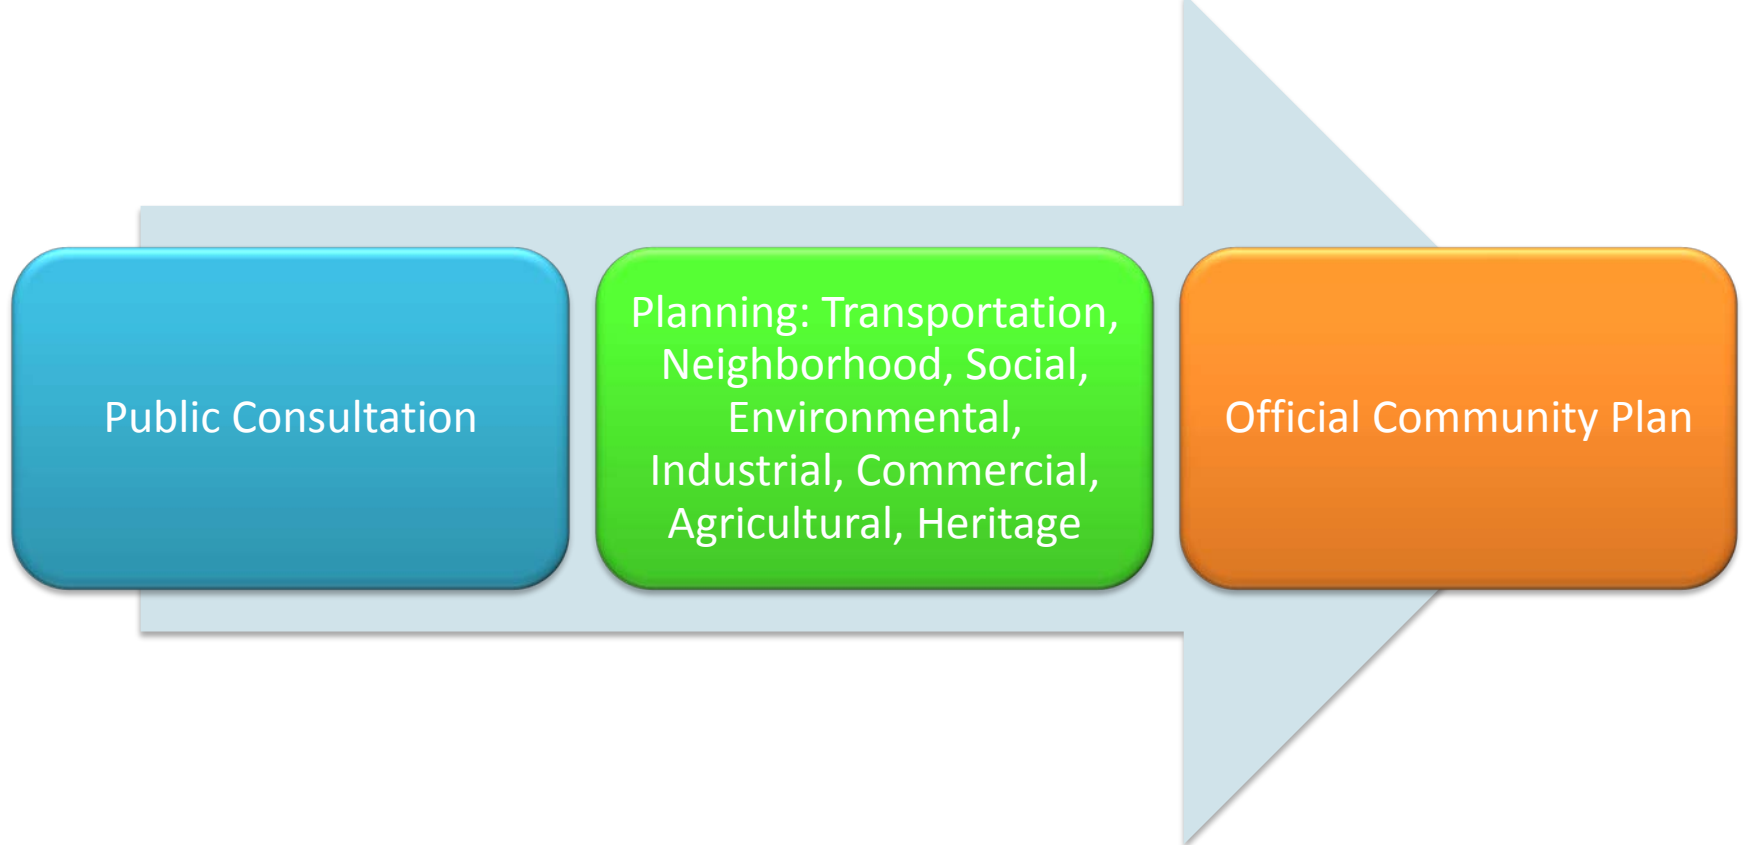 Public Consultation
Planning: Transportation,
Neighborhood, Social,
Environmental,
Industrial, Commercial,
Agricultural, Heritage
Official Community Plan